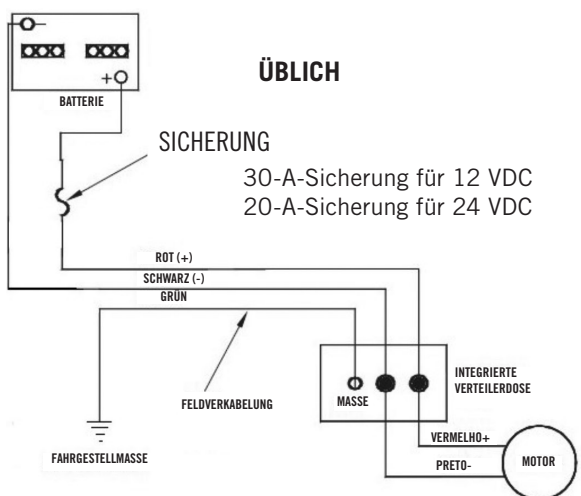 ÜBLICH
+
BATTERIE
SICHERUNG
30-A-Sicherung für 12 VDC
20-A-Sicherung für 24 VDC
ROT (+)
SCHWARZ (-)
GRÜN
INTEGRIERTE
VERTEILERDOSE
MASSE
FELDVERKABELUNG
VERMELHO+
FAHRGESTELLMASSE
PRETO-
MOTOR